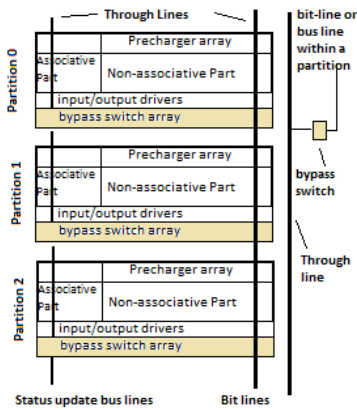 Through Lines
bit-line or
bus line
within a
partition
Partition 0
Precharger array
Associative
Part
Non-associative Part
input/output drivers
bypass switch array
bypass
switch
Partition 1
Precharger array
Associative
Part
Non-associative Part
input/output drivers
bypass switch array
Through
line
Partition 2
Precharger array
Associative
Part
Non-associative Part
input/output drivers
bypass switch array
Status update bus lines
Bit lines